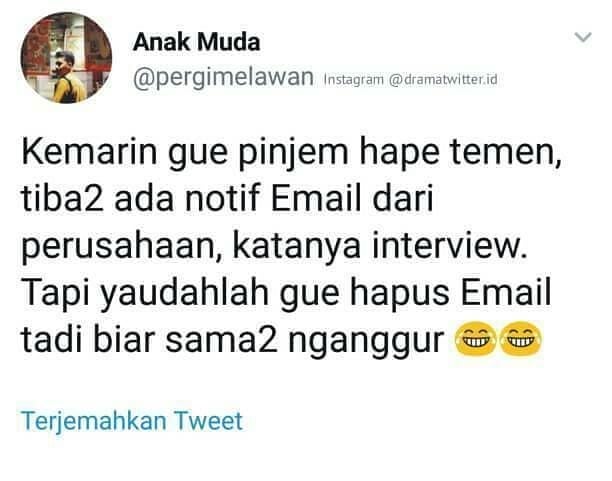 Anak Muda
@pergimelawan Instagram @dramatwitter.id
Kemarin gue pinjem hape temen,
tiba2 ada notif Email dari
perusahaan, katanya interview.
Tapi yaudahlah gue hapus Email
tadi biar sama2 nganggur 😂😂
Terjemahkan Tweet